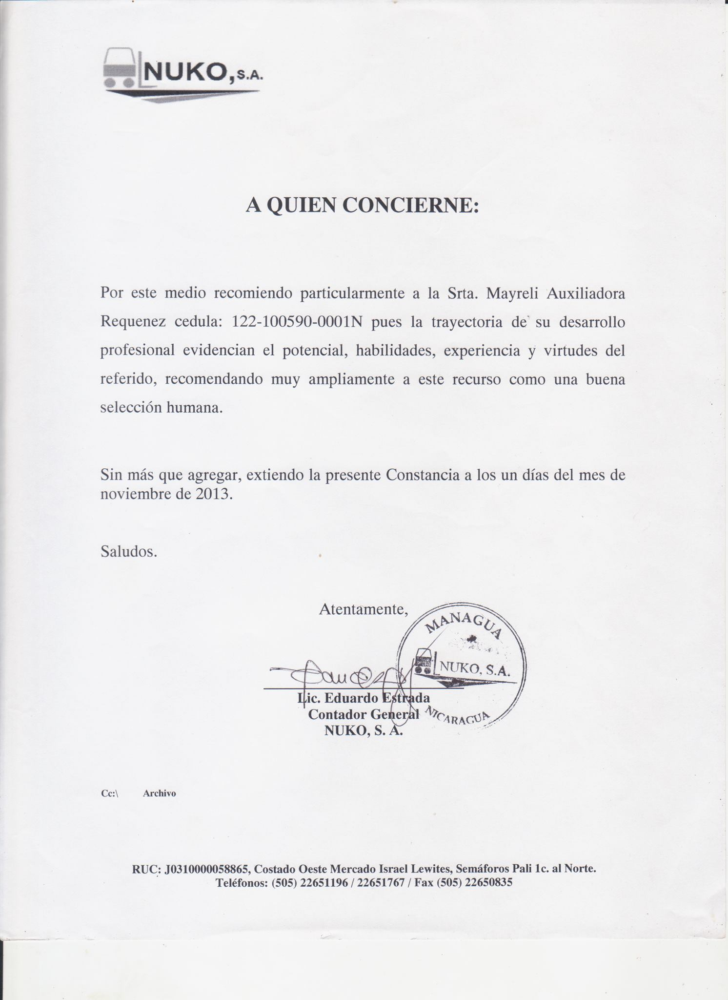 NUKO, S.A.
A QUIEN CONCIERNE:
Por este medio recomiendo particularmente a la Srta. Mayreli Auxiliadora
Requenez cedula: 122-100590-0001N pues la trayectoria de su desarrollo
profesional evidencian el potencial, habilidades, experiencia y virtudes del
referido, recomendando muy ampliamente a este recurso como una buena
selección humana.
Sin más que agregar, extiendo la presente Constancia a los un días del mes de
noviembre de 2013.
Saludos.
Atentamente,
MANAGUA
NUKO, S.A.
NICARAGUA
Lic. Eduardo Estrada
Contador General
NUKO, S. A.
Cc:\ Archivo
RUC: J0310000058865, Costado Oeste Mercado Israel Lewites, Semáforos Pali 1c. al Norte.
Teléfonos: (505) 22651196 / 22651767 / Fax (505) 22650835